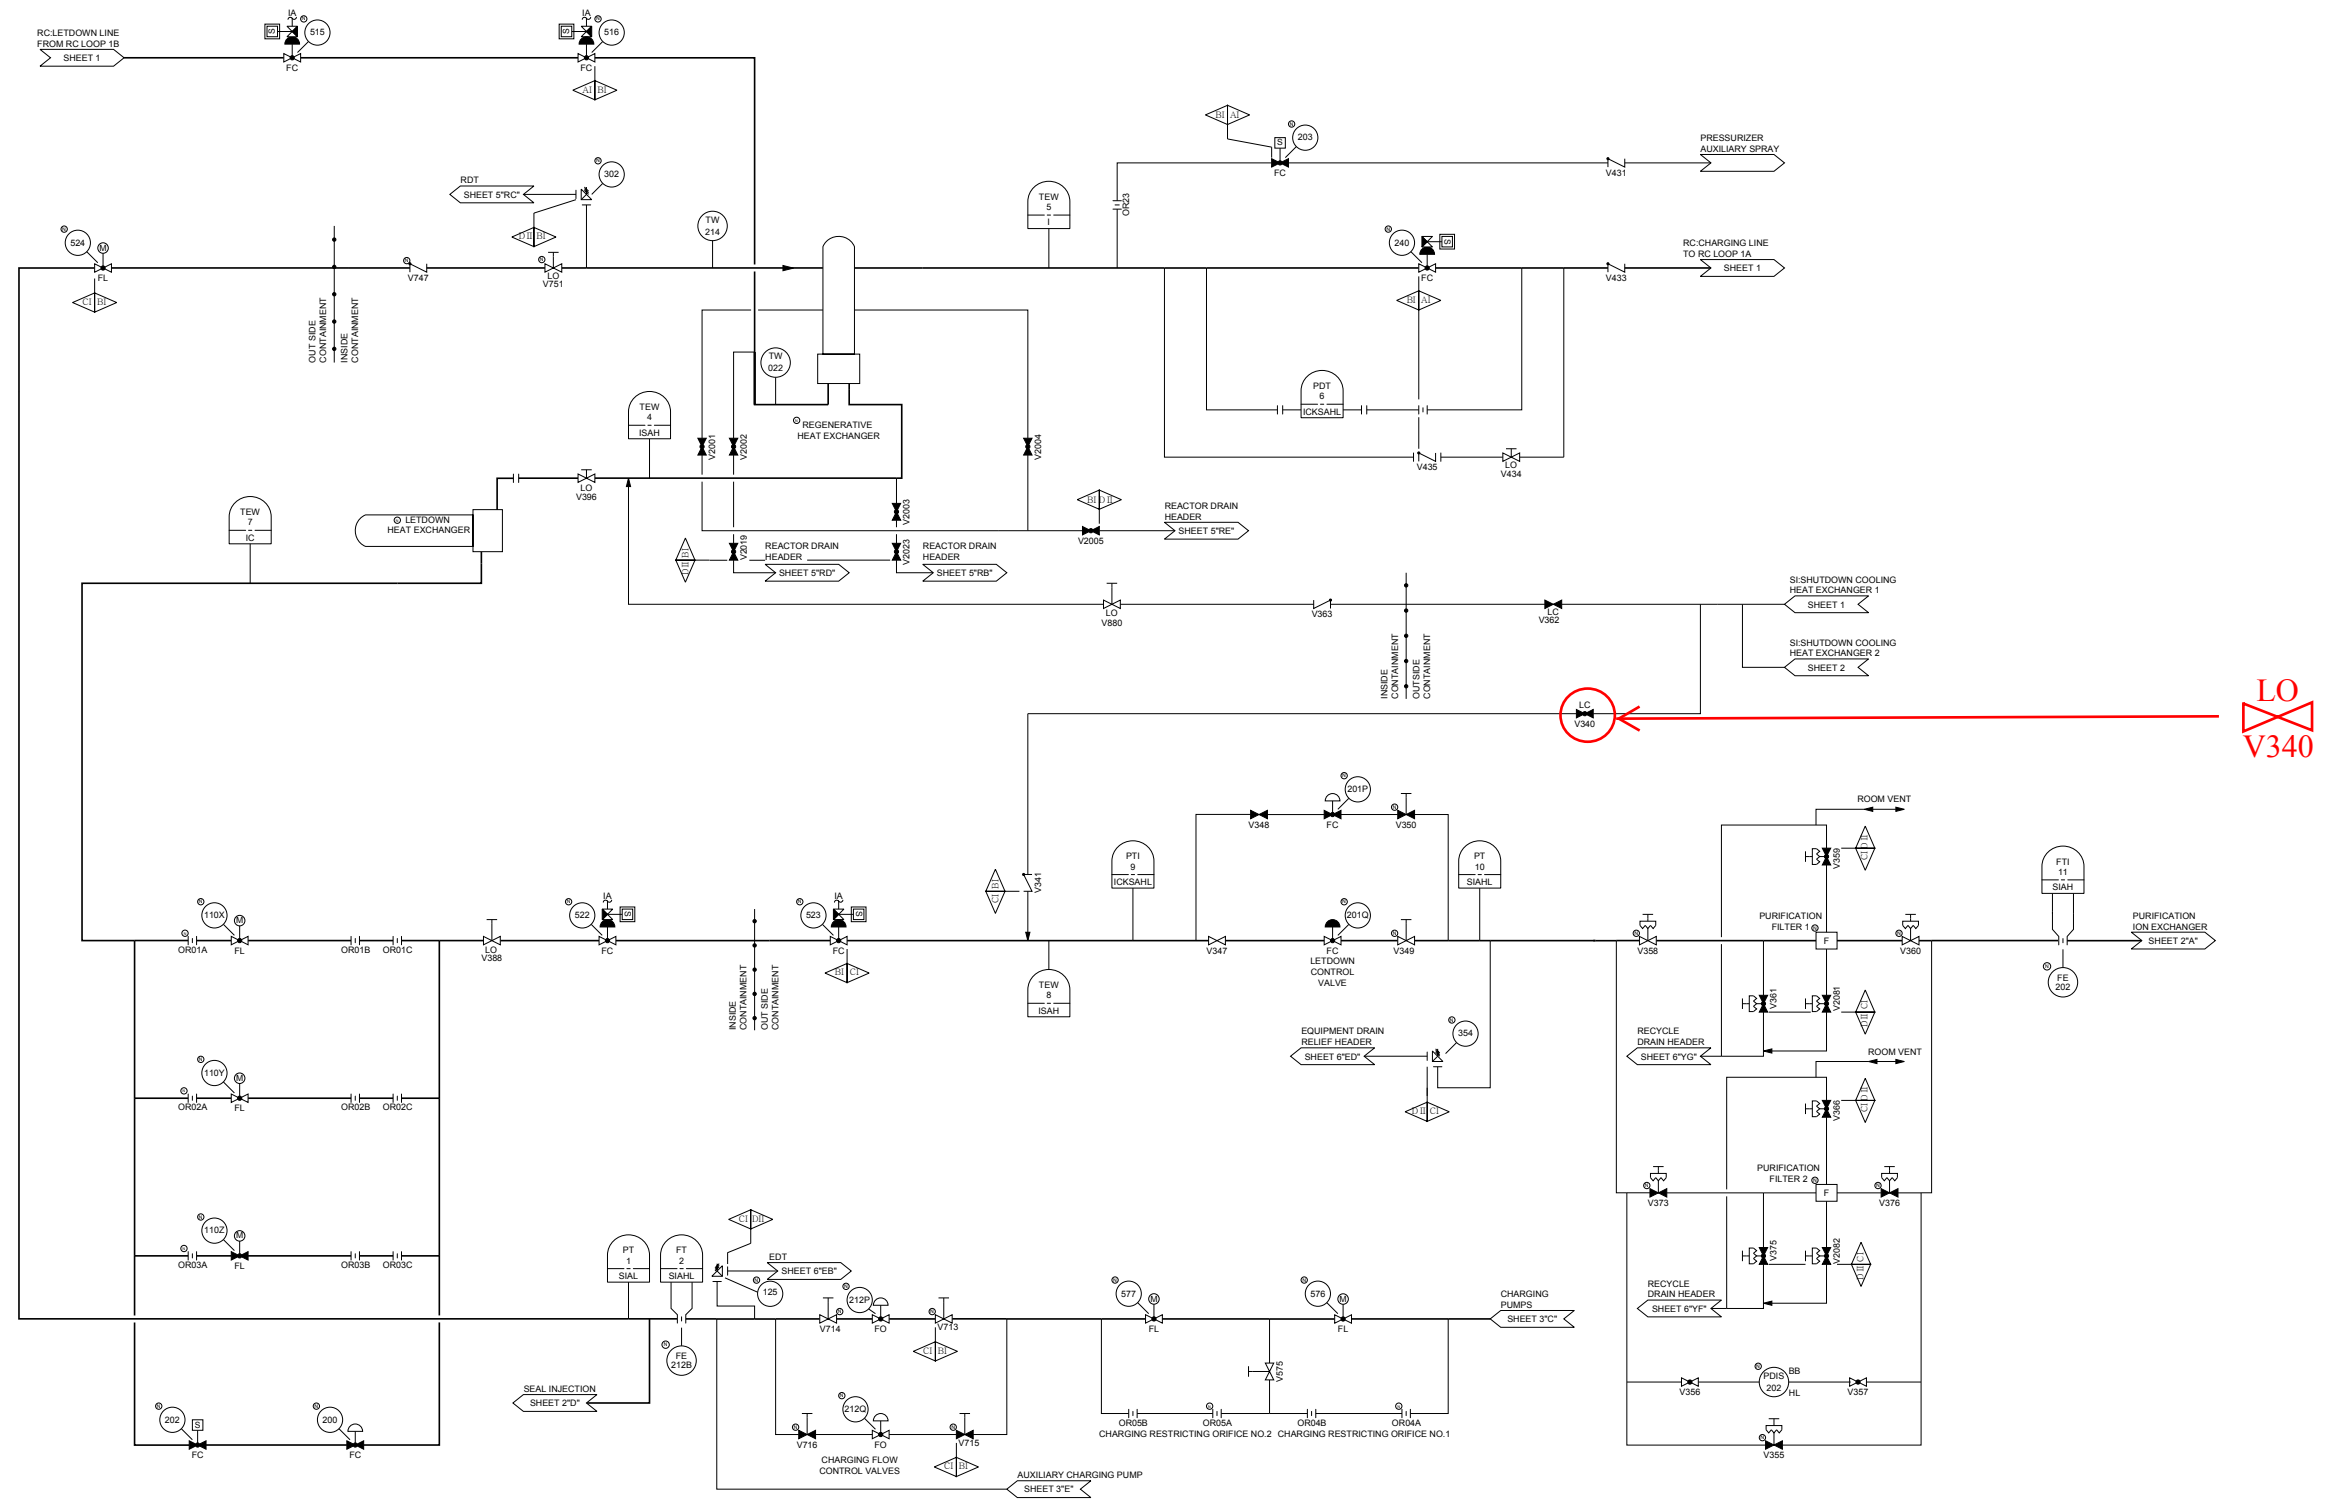 RC:LETDOWN LINE
FROM RC LOOP 1B
SHEET 1
IA
S
515
FC
IA
S
516
FC
AI BI
BI AI
S
203
FC
V431
PRESSURIZER
AUXILIARY SPRAY
RDT
SHEET 5"RC"
302
D II BI
524
M
FL
CI BI
OUT SIDE
CONTAINMENT
INSIDE
CONTAINMENT
V747
LO
V751
TW
214
TEW
5
I
OR23
240
S
FC
BI AI
V433
RC:CHARGING LINE
TO RC LOOP 1A
SHEET 1
TW
022
N
REGENERATIVE
HEAT EXCHANGER
TEW
4
ISAH
PDT
6
ICKSAHL
V435
LO
V434
V2001
V2002
V2004
LO
V396
TEW
7
IC
N
LETDOWN
HEAT EXCHANGER
V2003
BI D II
V2005
REACTOR DRAIN
HEADER
SHEET 5"RE"
D II BI
V2019
REACTOR DRAIN
HEADER
SHEET 5"RD"
V2023
REACTOR DRAIN
HEADER
SHEET 5"RB"
LO
V880
V363
INSIDE
CONTAINMENT
OUTSIDE
CONTAINMENT
LC
V362
SI:SHUTDOWN COOLING
HEAT EXCHANGER 1
SHEET 1
SI:SHUTDOWN COOLING
HEAT EXCHANGER 2
SHEET 2
LC
V340
LO
V340
CI BI
V341
V348
201P
FC
V350
PTI
9
ICKSAHL
PT
10
SIAHL
ROOM VENT
CI D II
V359
FTI
11
SIAH
110X
M
OR01A
FL
OR01B
OR01C
LO
V388
522
IA
S
FC
INSIDE
CONTAINMENT
OUT SIDE
CONTAINMENT
523
IA
S
FC
BI CI
TEW
8
ISAH
V347
201Q
FC
LETDOWN
CONTROL
VALVE
V349
V358
PURIFICATION
FILTER 1
F
V360
FE
202
PURIFICATION
ION EXCHANGER
SHEET 2"A"
V361
V2081
D II CI
EQUIPMENT DRAIN
RELIEF HEADER
SHEET 6"ED"
354
D II CI
RECYCLE
DRAIN HEADER
SHEET 6"YG"
ROOM VENT
CI D II
V366
110Y
M
OR02A
FL
OR02B
OR02C
V373
PURIFICATION
FILTER 2
F
V376
V375
V2082
D II CI
110Z
M
OR03A
FL
OR03B
OR03C
PT
1
SIAL
FT
2
SIAHL
CI DII
EDT
SHEET 6"EB"
125
RECYCLE
DRAIN HEADER
SHEET 6"YF"
V714
212P
FO
V713
CI BI
577
M
FL
576
M
FL
CHARGING
PUMPS
SHEET 3"C"
FE
212B
V575
V356
PDIS
202
BB
HL
V357
SEAL INJECTION
SHEET 2"D"
202
S
FC
200
FC
V716
212Q
FO
V715
CI BI
CHARGING FLOW
CONTROL VALVES
OR05B
OR05A
OR04B
OR04A
CHARGING RESTRICTING ORIFICE NO.2
CHARGING RESTRICTING ORIFICE NO.1
V355
AUXILIARY CHARGING PUMP
SHEET 3"E"